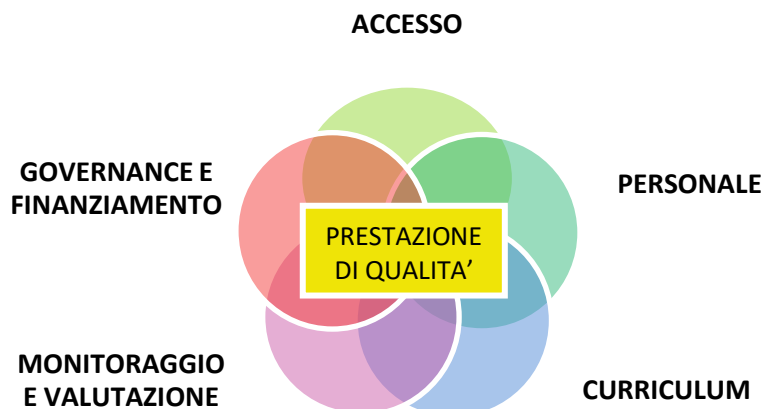 ACCESSO
GOVERNANCE E
FINANZIAMENTO
PERSONALE
PRESTAZIONE
DI QUALITA’
MONITORAGGIO
E VALUTAZIONE
CURRICULUM